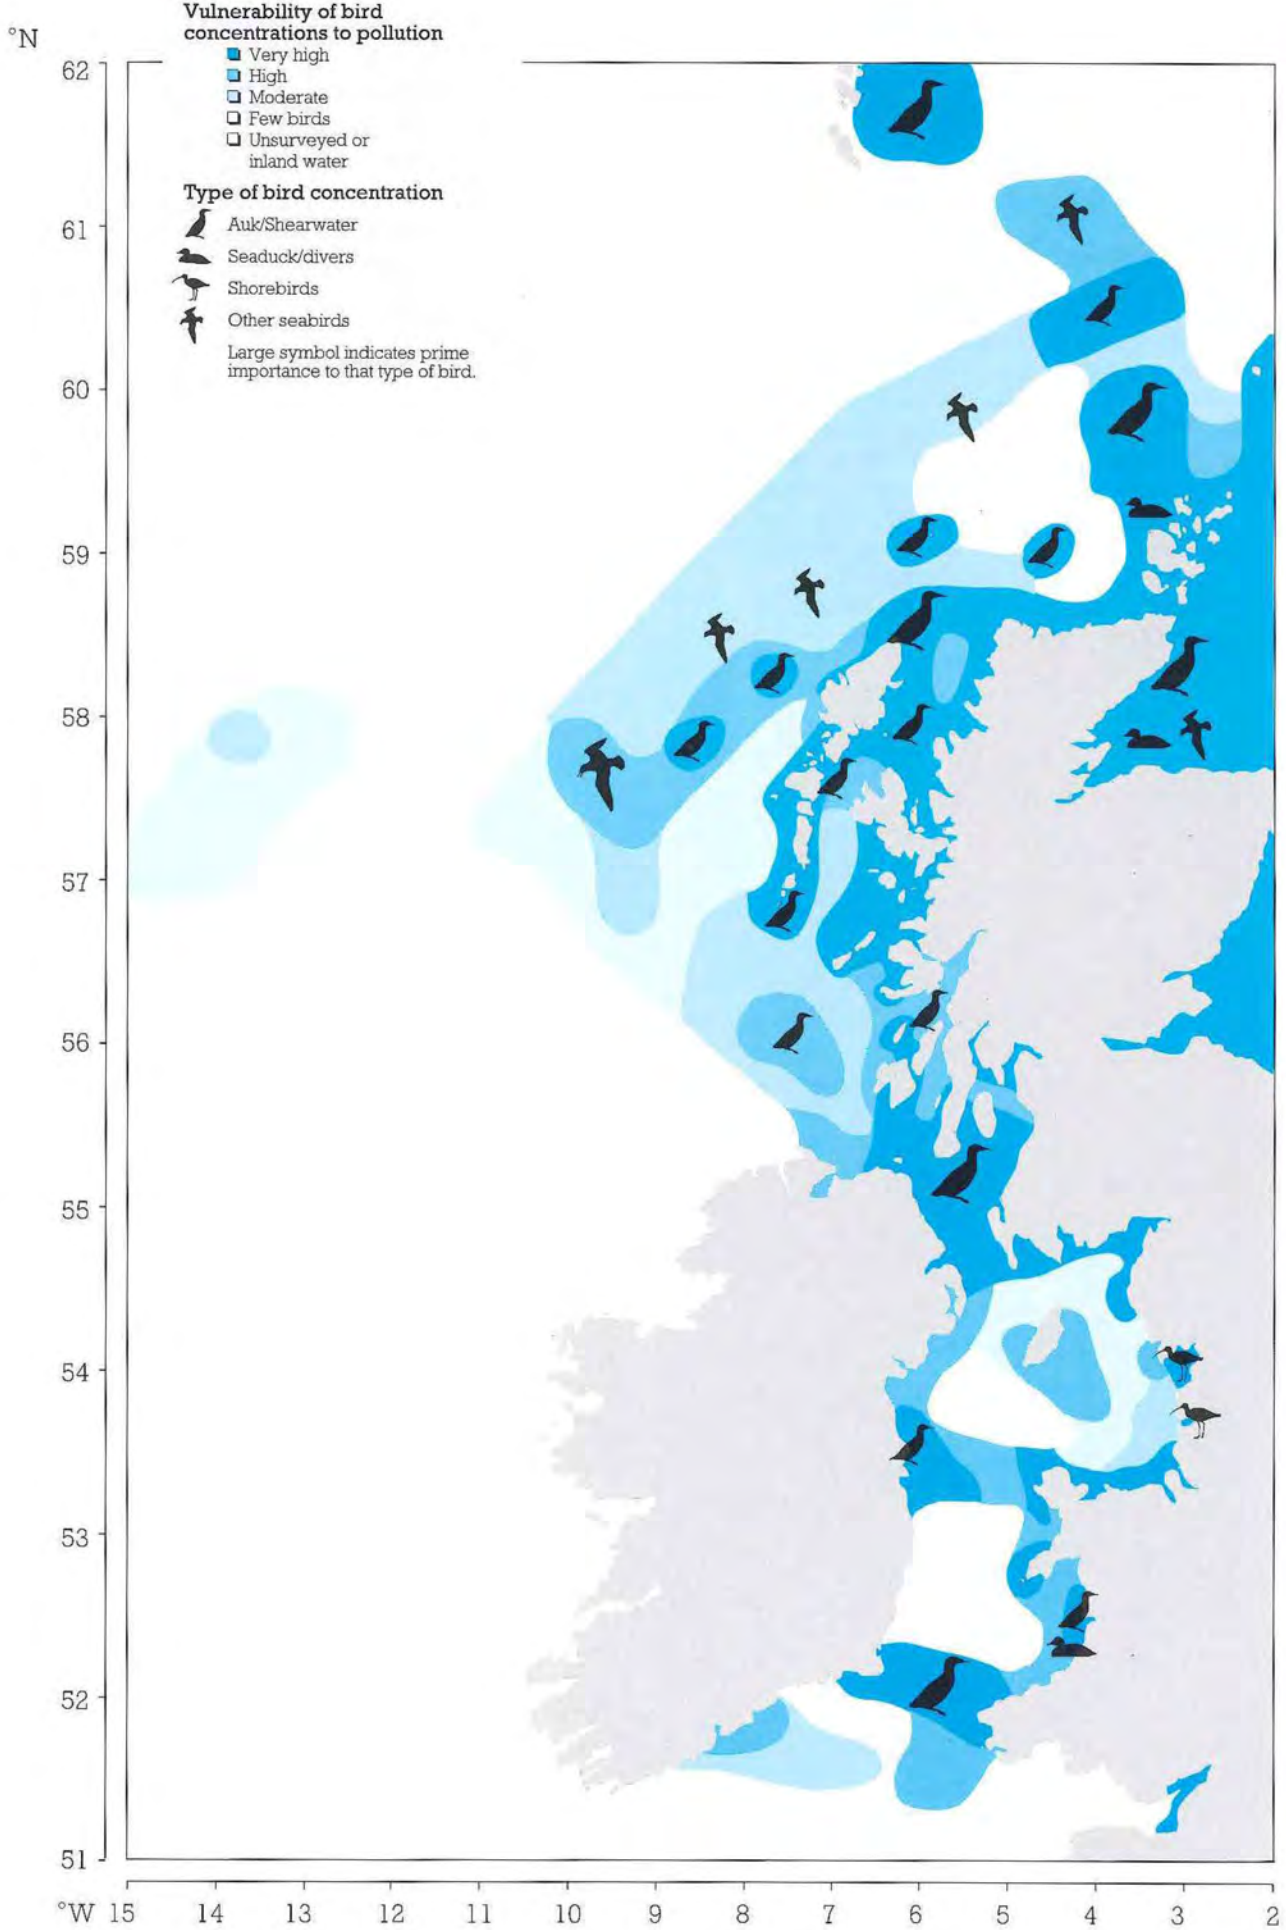 Vulnerability of bird
concentrations to pollution
Very high
High
Moderate
Few birds
Unsurveyed or
inland water
Type of bird concentration
Auk/Shearwater
Seaduck/divers
Shorebirds
Other seabirds
Large symbol indicates prime
importance to that type of bird.
°N
62
61
60
59
58
57
56
55
54
53
52
51
°W 15 14 13 12 11 10 9 8 7 6 5 4 3 2